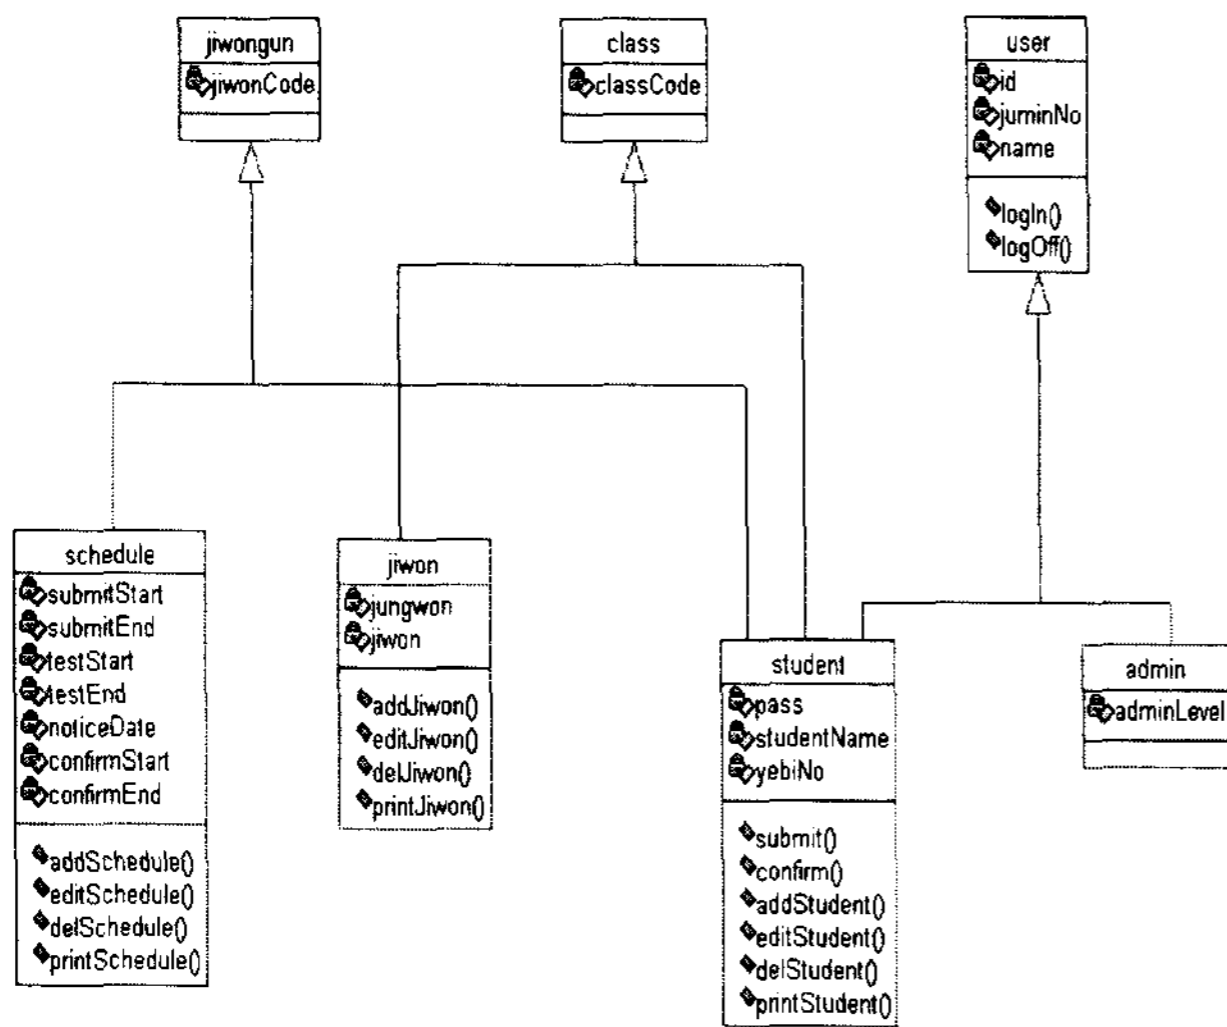 jiwongun
jiwonCode
class
classCode
user
id
juminNo
name
logIn()
logOff()
schedule
submitStart
submitEnd
testStart
testEnd
noticeDate
confirmStart
confirmEnd
addSchedule()
editSchedule()
delSchedule()
printSchedule()
jiwon
jungwon
jiwon
addJiwon()
editJiwon()
delJiwon()
printJiwon()
student
pass
studentName
yebiNo
submit()
confirm()
addStudent()
editStudent()
delStudent()
printStudent()
admin
adminLevel